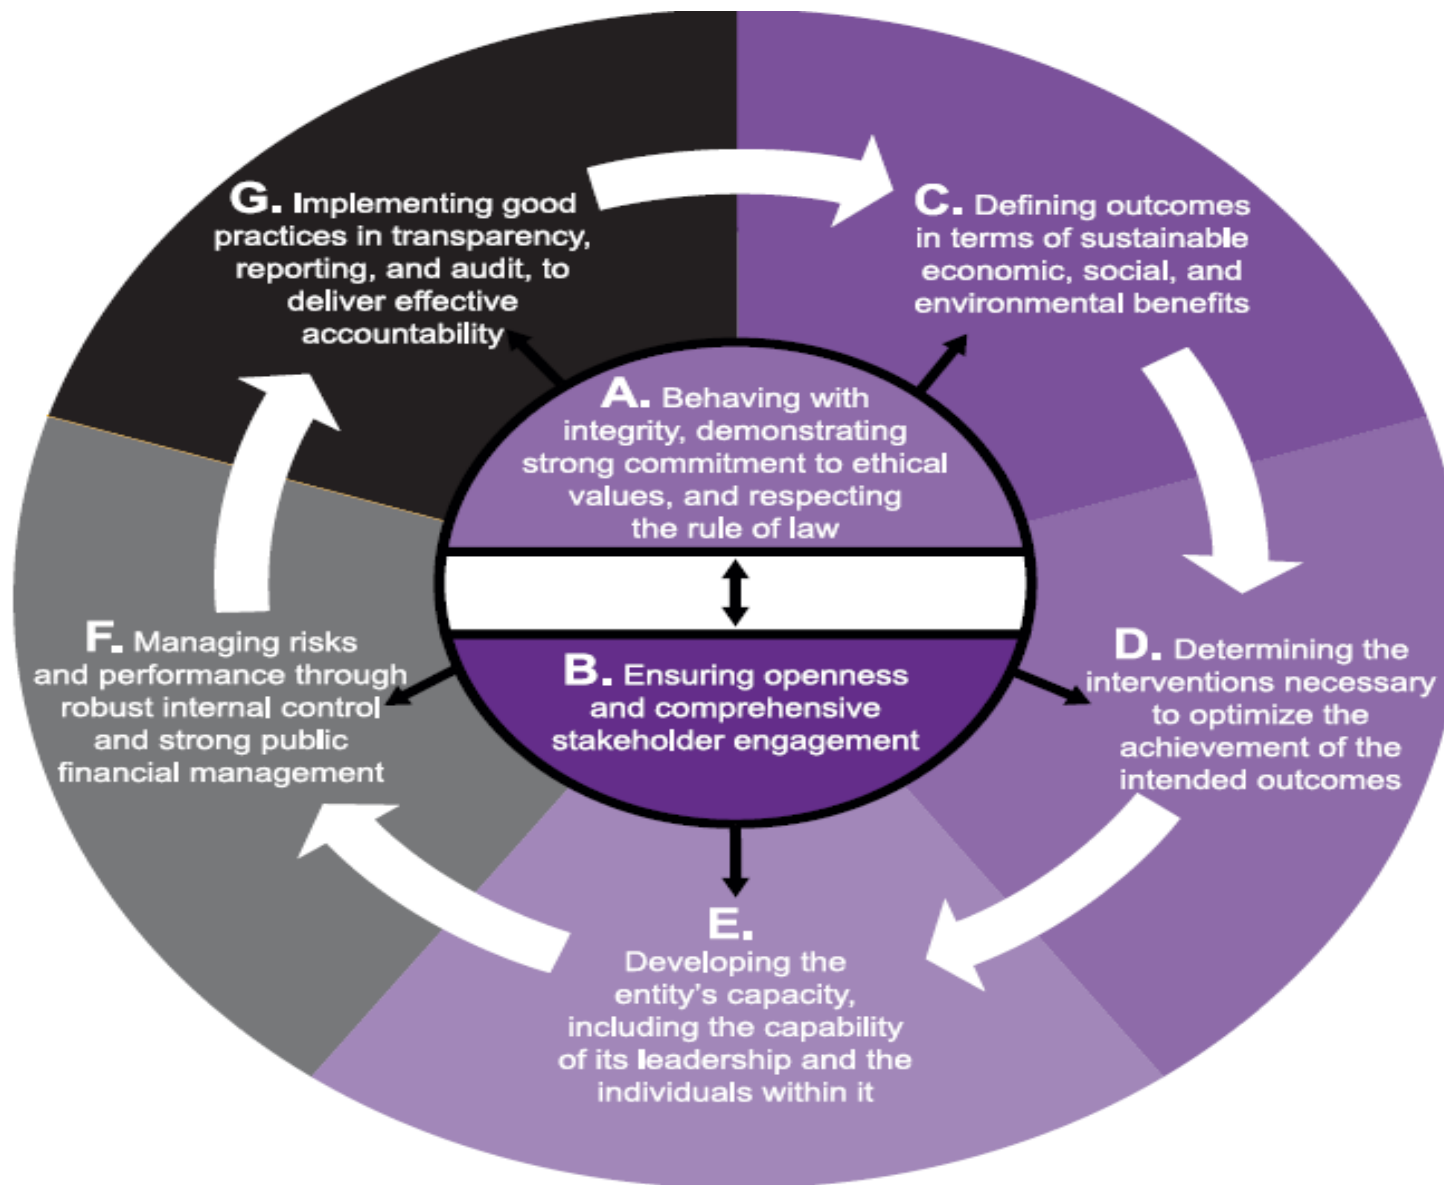 A. Behaving with
integrity, demonstrating
strong commitment to ethical
values, and respecting
the rule of law
B. Ensuring openness
and comprehensive
stakeholder engagement
C. Defining outcomes
in terms of sustainable
economic, social, and
environmental benefits
D. Determining the
interventions necessary
to optimize the
achievement of the
intended outcomes
E.
Developing the
entity’s capacity,
including the capability
of its leadership and the
individuals within it
F. Managing risks
and performance through
robust internal control
and strong public
financial management
G. Implementing good
practices in transparency,
reporting, and audit, to
deliver effective
accountability